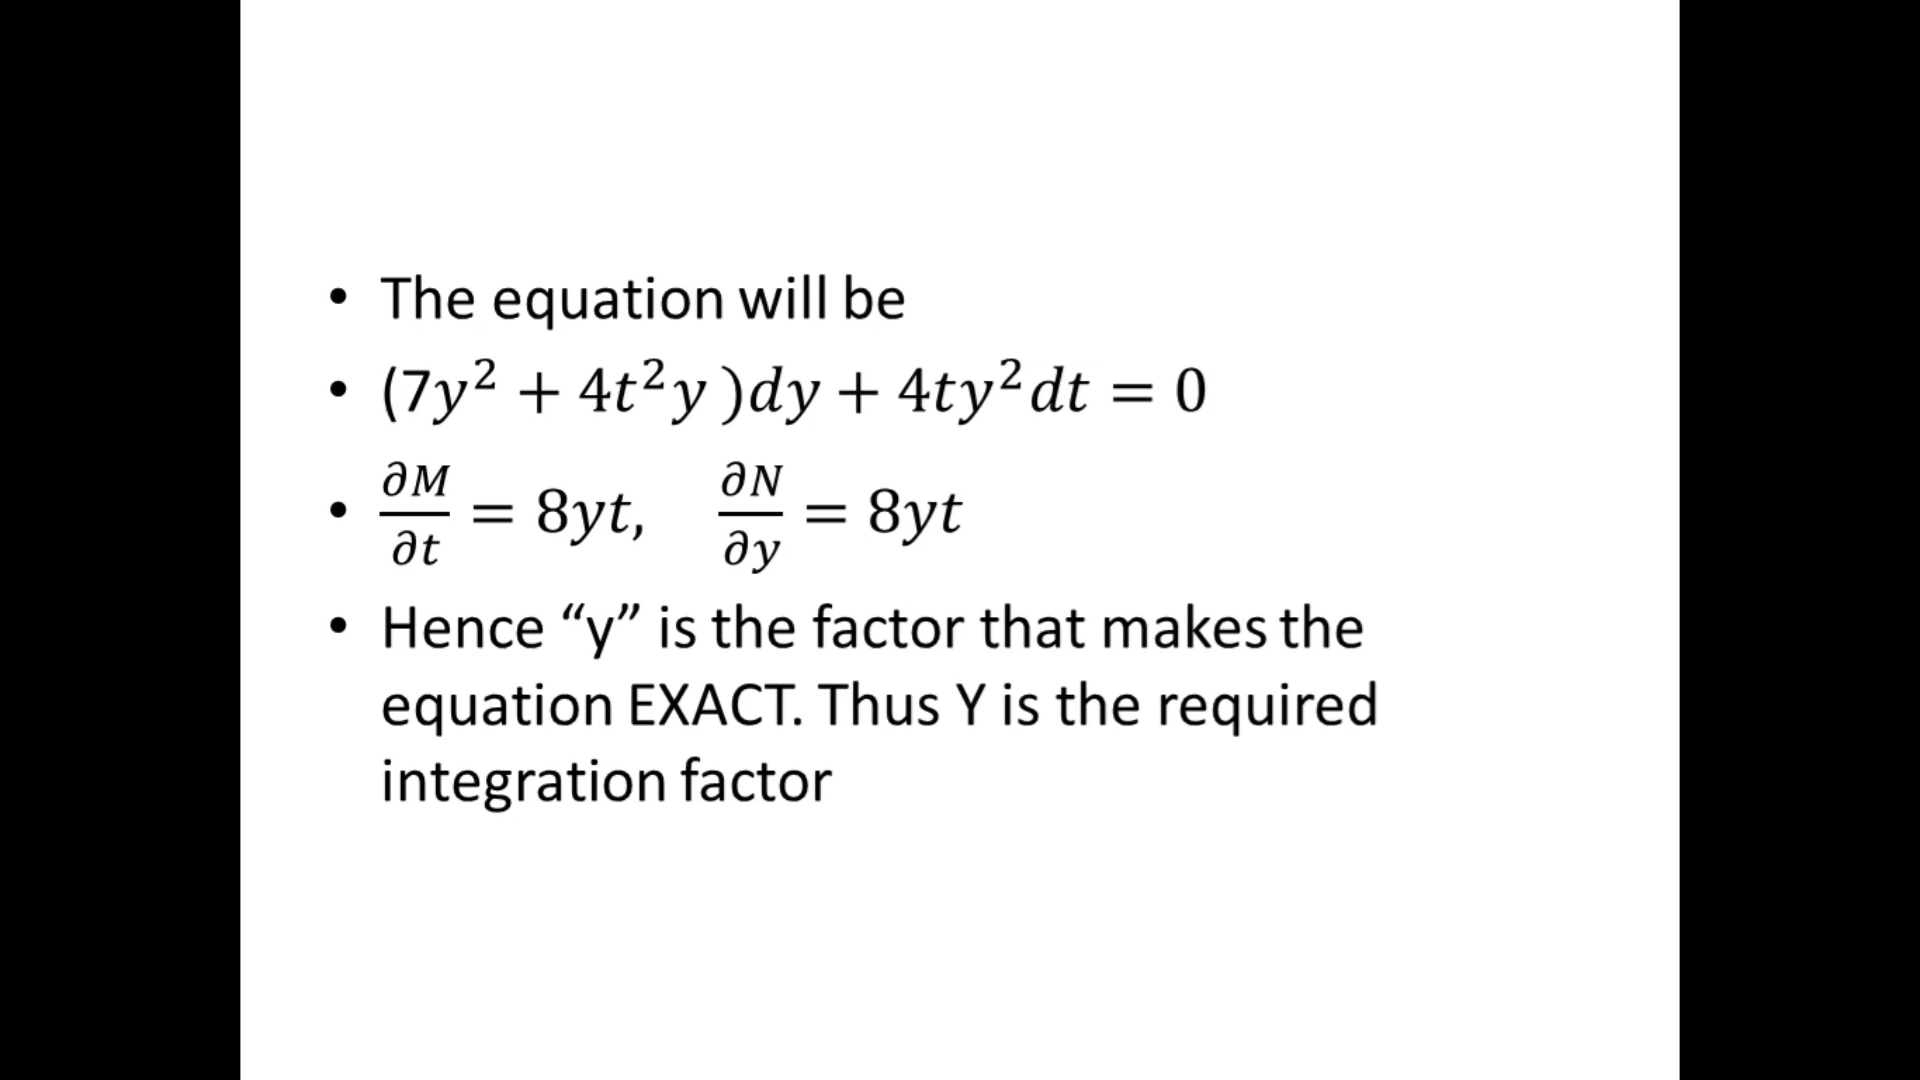 • The equation will be
• (7y² + 4t²y )dy + 4ty²dt = 0
• ∂M/∂t = 8yt, ∂N/∂y = 8yt
• Hence “y” is the factor that makes the
equation EXACT. Thus Y is the required
integration factor